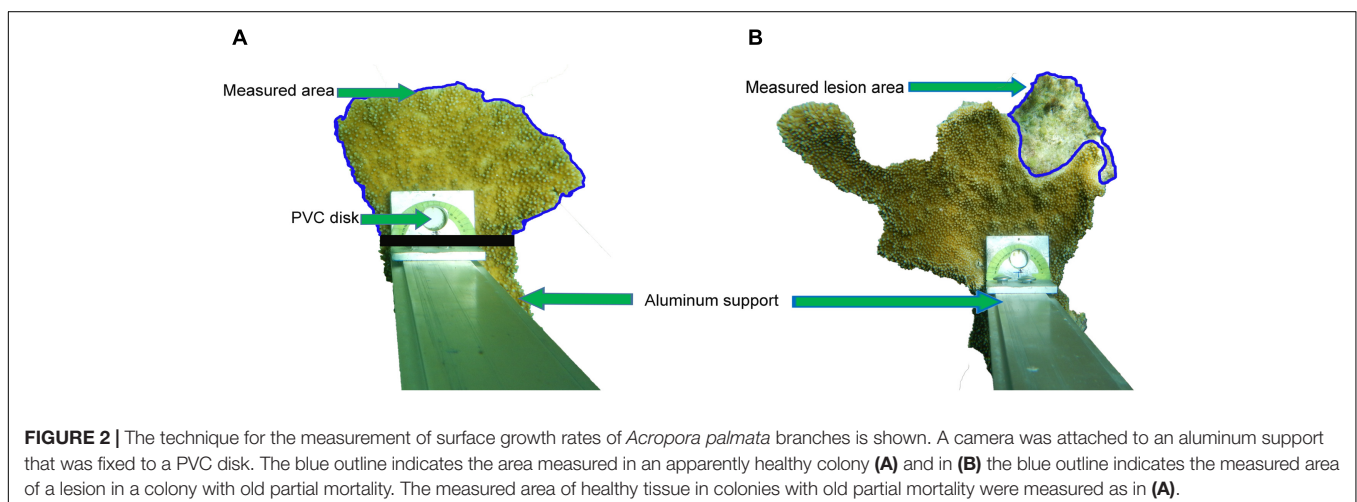 A
B
Measured area
Measured lesion area
PVC disk
Aluminum support
FIGURE 2 | The technique for the measurement of surface growth rates of Acropora palmata branches is shown. A camera was attached to an aluminum support
that was fixed to a PVC disk. The blue outline indicates the area measured in an apparently healthy colony (A) and in (B) the blue outline indicates the measured area
of a lesion in a colony with old partial mortality. The measured area of healthy tissue in colonies with old partial mortality were measured as in (A).